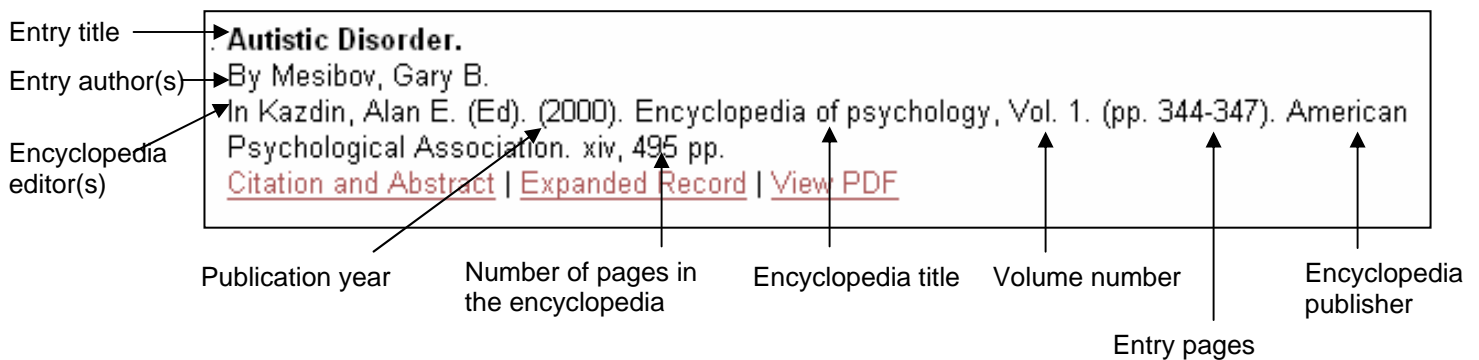 Entry title
. Autistic Disorder.
Entry author(s)
By Mesibov, Gary B.
In Kazdin, Alan E. (Ed). (2000). Encyclopedia of psychology, Vol. 1. (pp. 344-347). American
Psychological Association. xiv, 495 pp.
Encyclopedia
editor(s)
Citation and Abstract | Expanded Record | View PDF
Publication year
Number of pages in
the encyclopedia
Encyclopedia title
Volume number
Encyclopedia
publisher
Entry pages